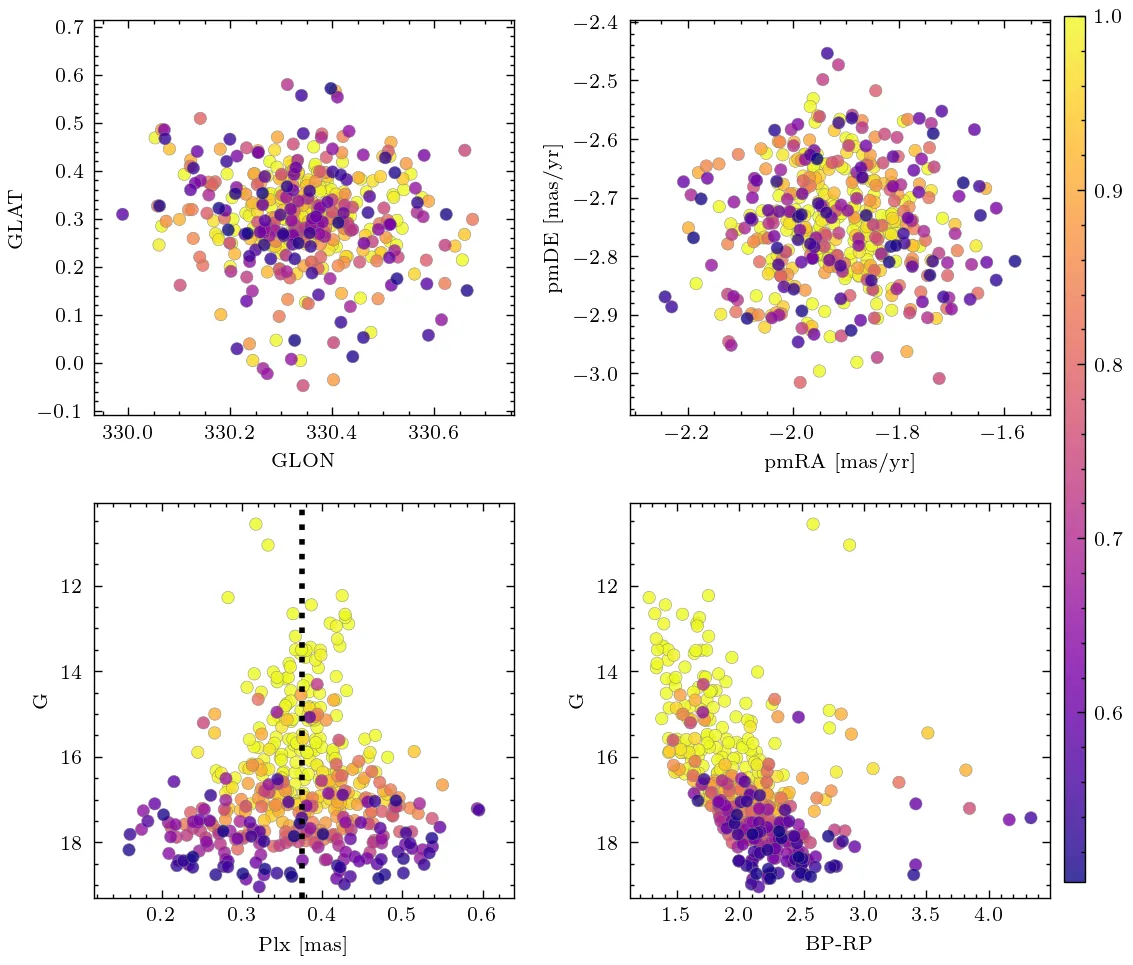 0.7
0.6
0.5
0.4
0.3
0.2
0.1
0.0
−0.1
GLAT
330.0 330.2 330.4 330.6
GLON
−2.4
−2.5
−2.6
−2.7
−2.8
−2.9
−3.0
pmDE [mas/yr]
−2.2 −2.0 −1.8 −1.6
pmRA [mas/yr]
12
14
16
18
G
0.2 0.3 0.4 0.5 0.6
Plx [mas]
12
14
16
18
G
1.5 2.0 2.5 3.0 3.5 4.0
BP-RP
1.0
0.9
0.8
0.7
0.6